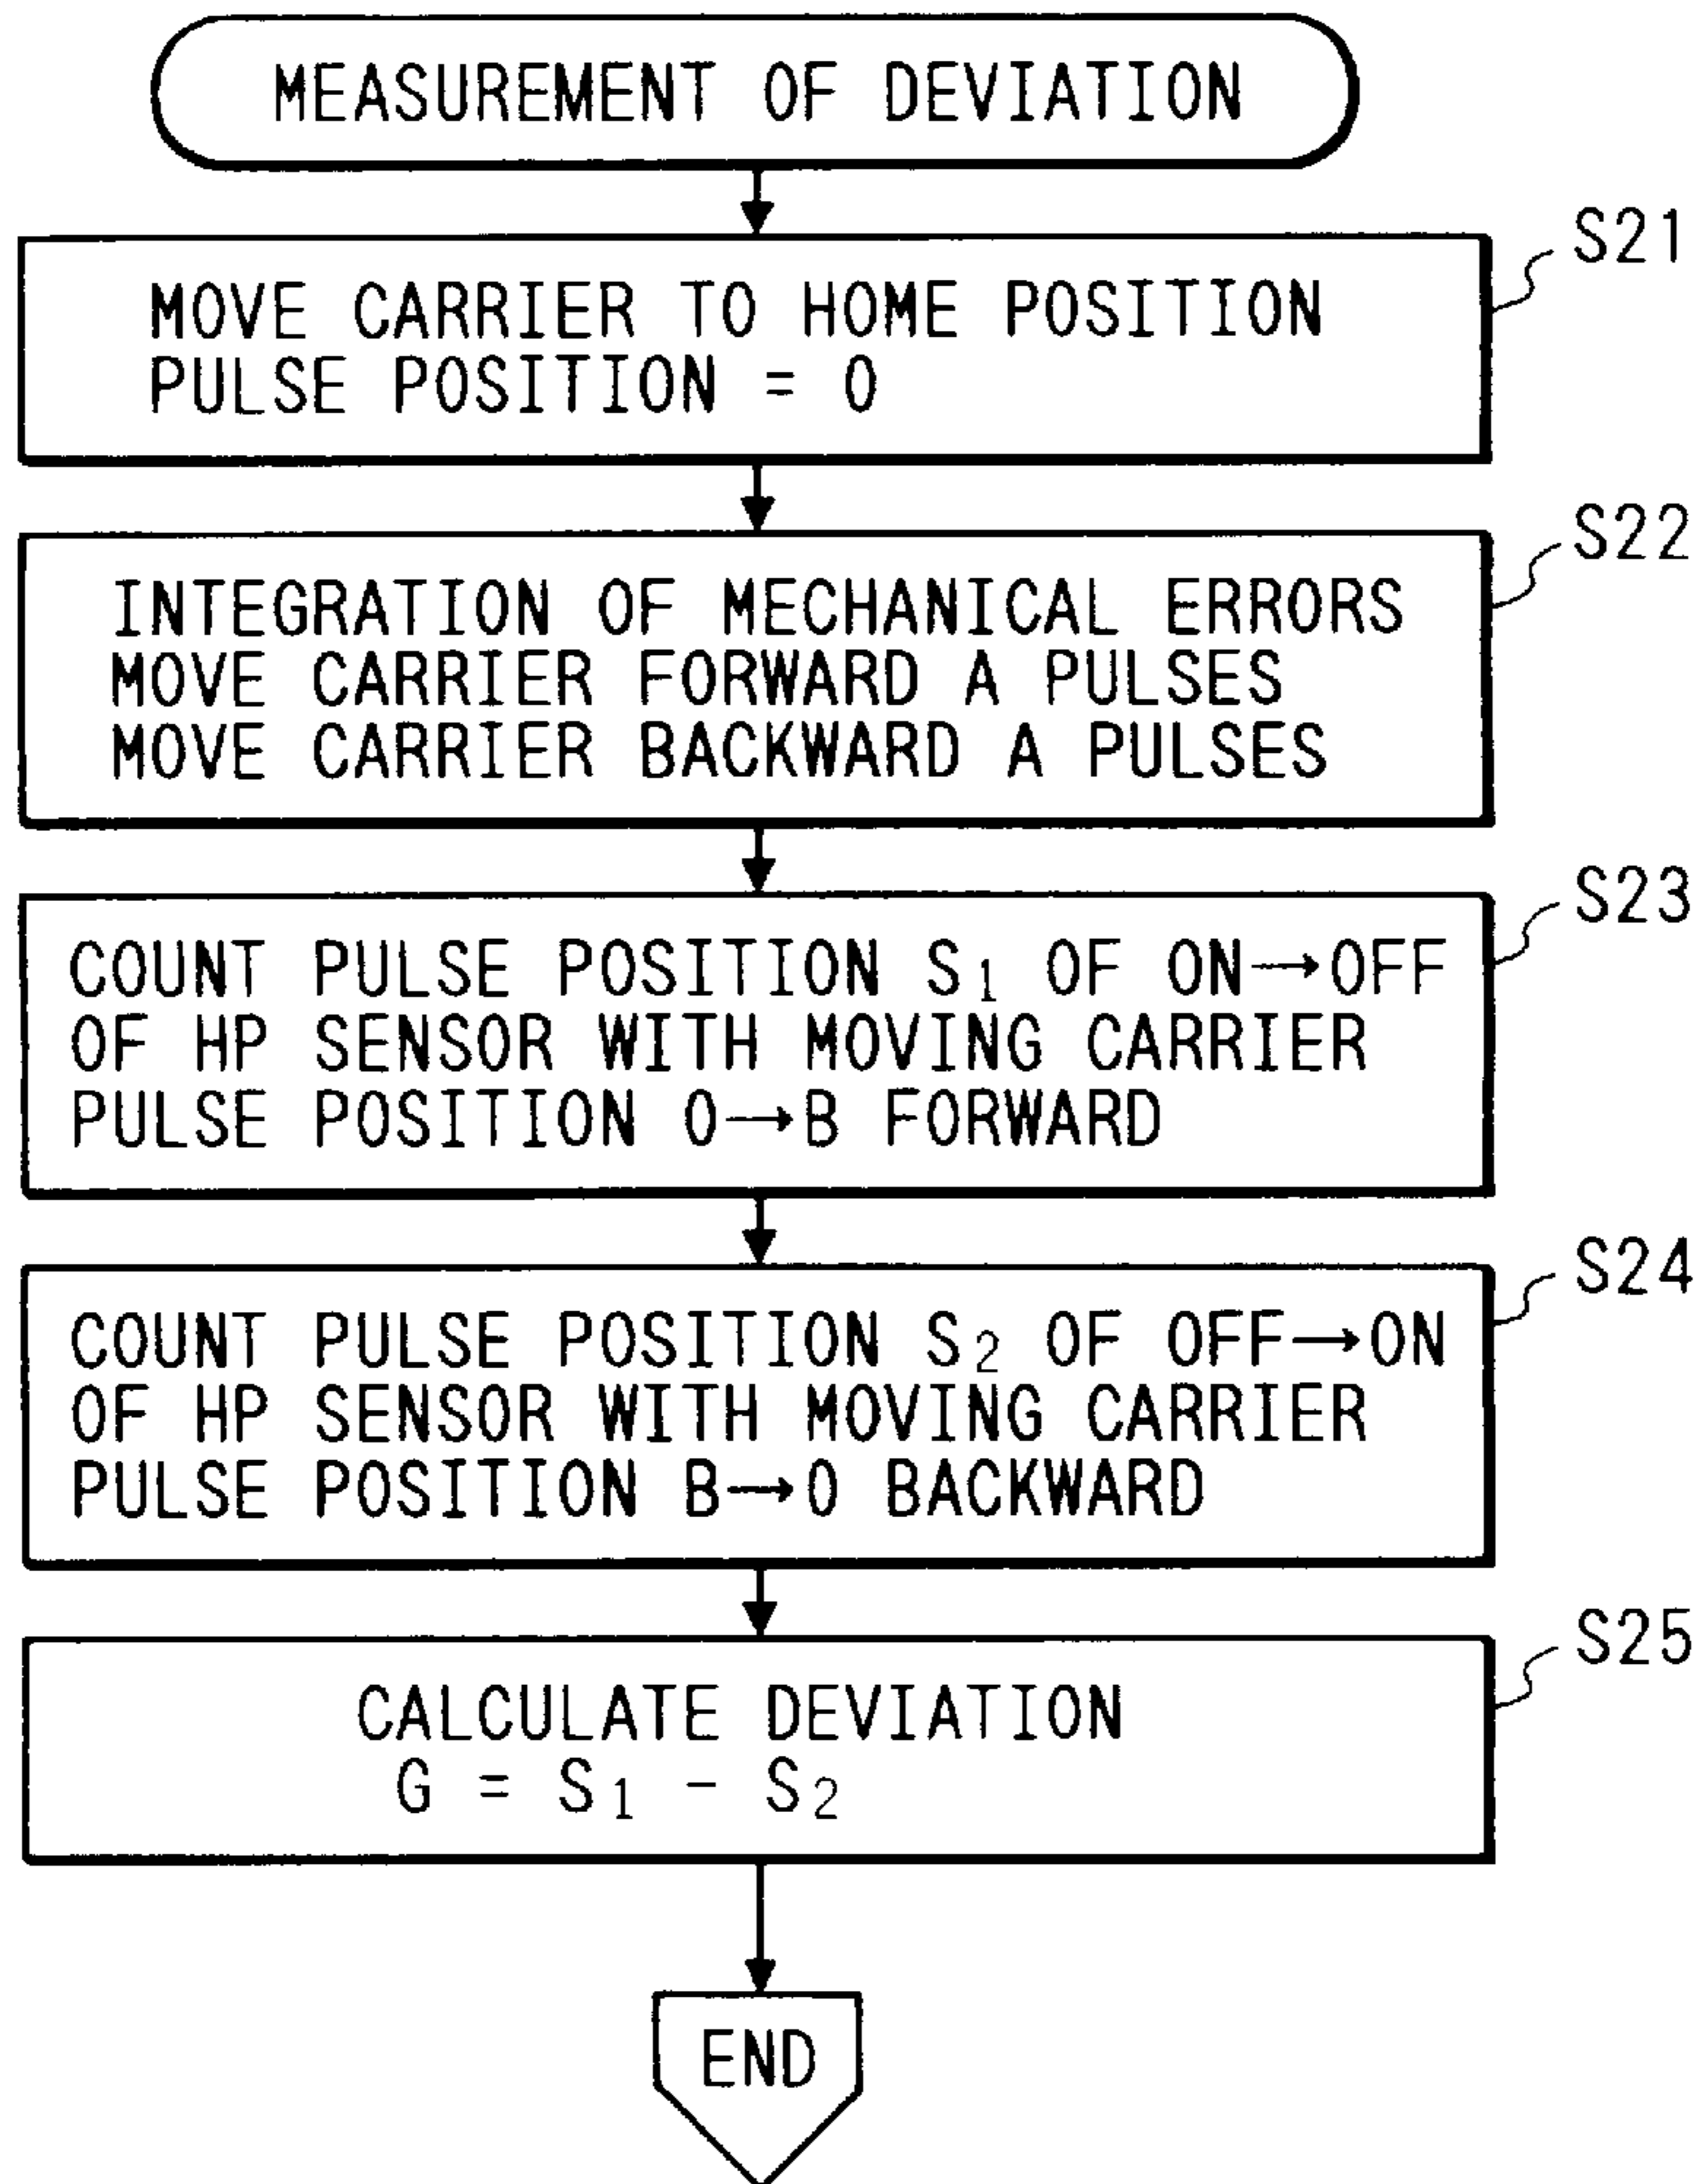 MEASUREMENT OF DEVIATION
S21
MOVE CARRIER TO HOME POSITION
PULSE POSITION = 0
S22
INTEGRATION OF MECHANICAL ERRORS
MOVE CARRIER FORWARD A PULSES
MOVE CARRIER BACKWARD A PULSES
S23
COUNT PULSE POSITION S₁ OF ON→OFF
OF HP SENSOR WITH MOVING CARRIER
PULSE POSITION 0→B FORWARD
S24
COUNT PULSE POSITION S₂ OF OFF→ON
OF HP SENSOR WITH MOVING CARRIER
PULSE POSITION B→0 BACKWARD
S25
CALCULATE DEVIATION
G = S₁ - S₂
END